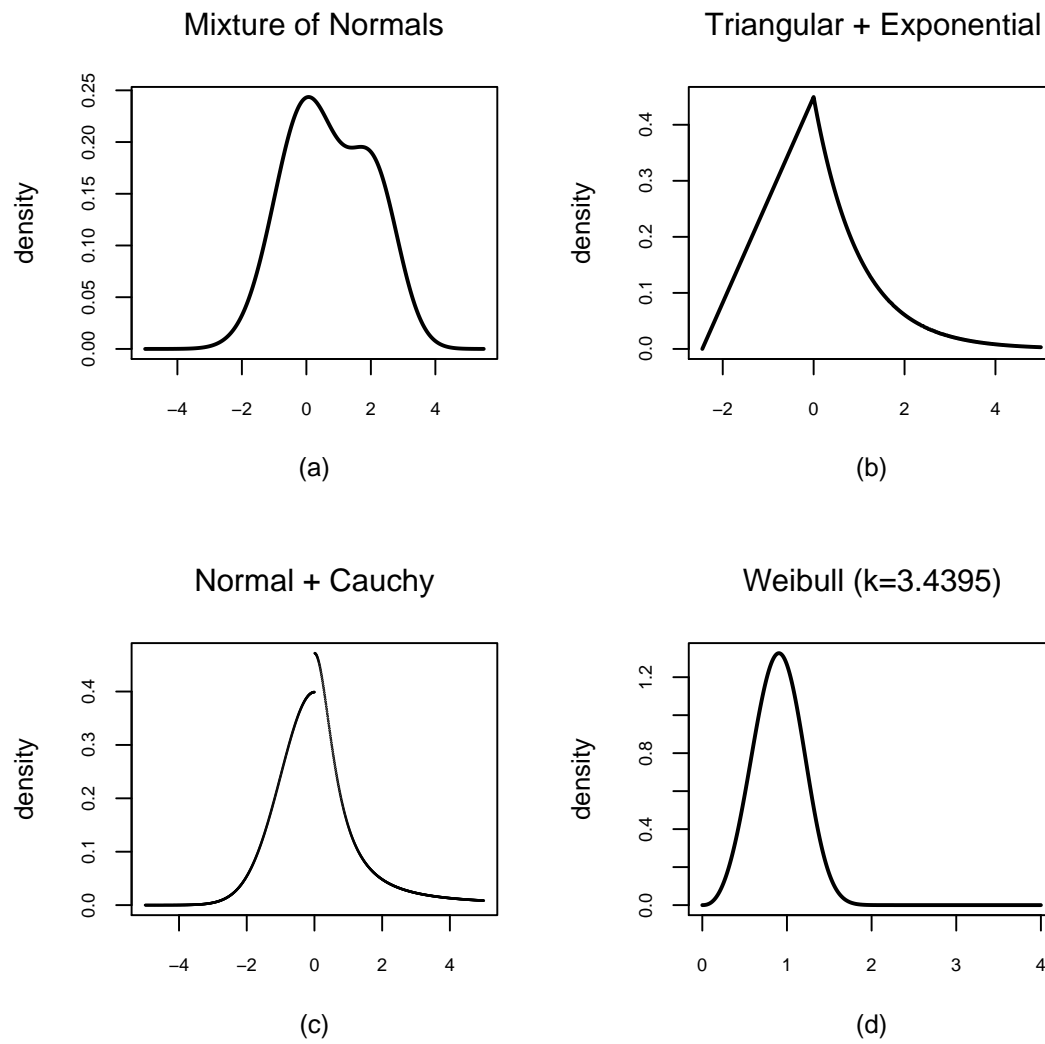 Mixture of Normals
density
0.00 0.05 0.10 0.15 0.20 0.25
−4 −2 0 2 4
(a)
Triangular + Exponential
density
0.0 0.1 0.2 0.3 0.4
−2 0 2 4
(b)
Normal + Cauchy
density
0.0 0.1 0.2 0.3 0.4
−4 −2 0 2 4
(c)
Weibull (k=3.4395)
density
0.0 0.4 0.8 1.2
0 1 2 3 4
(d)